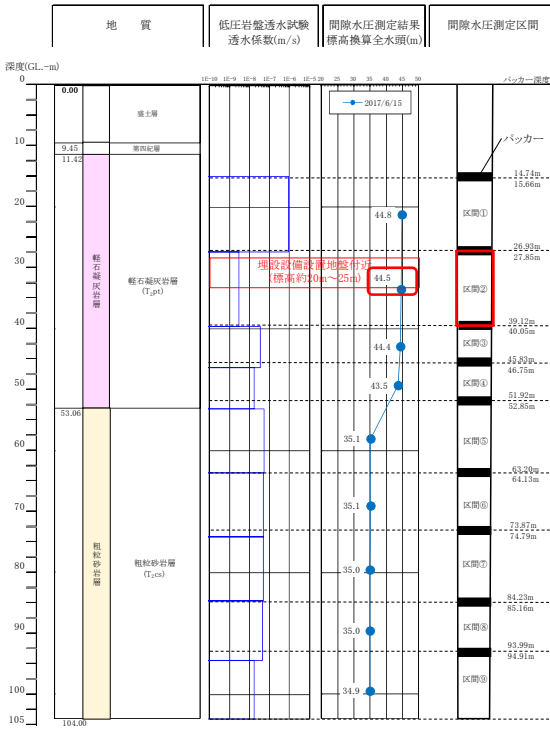 地　質
低圧岩盤透水試験
透水係数(m/s)
間隙水圧測定結果
標高換算全水頭(m)
間隙水圧測定区間
深度(GL.-m)
1E-10 1E-9 1E-8 1E-7 1E-6 1E-5
20 25 30 35 40 45 50
パッカー深度
0
10
20
30
40
50
60
70
80
90
100
105
0.00
盛土層
9.45
第四紀層
11.42
軽石凝灰岩層
軽石凝灰岩層
(T₂pt)
53.06
粗粒砂岩層
粗粒砂岩層
(T₂cs)
104.00
埋設設備設置地盤付近
(標高約20m～25m)
2017/6/15
44.8
44.5
44.4
43.5
35.1
35.1
35.0
35.0
34.9
パッカー
区間①
区間②
区間③
区間④
区間⑤
区間⑥
区間⑦
区間⑧
区間⑨
14.74m
15.66m
26.93m
27.85m
39.12m
40.05m
45.83m
46.75m
51.92m
52.85m
63.20m
64.13m
73.87m
74.79m
84.23m
85.16m
93.99m
94.91m